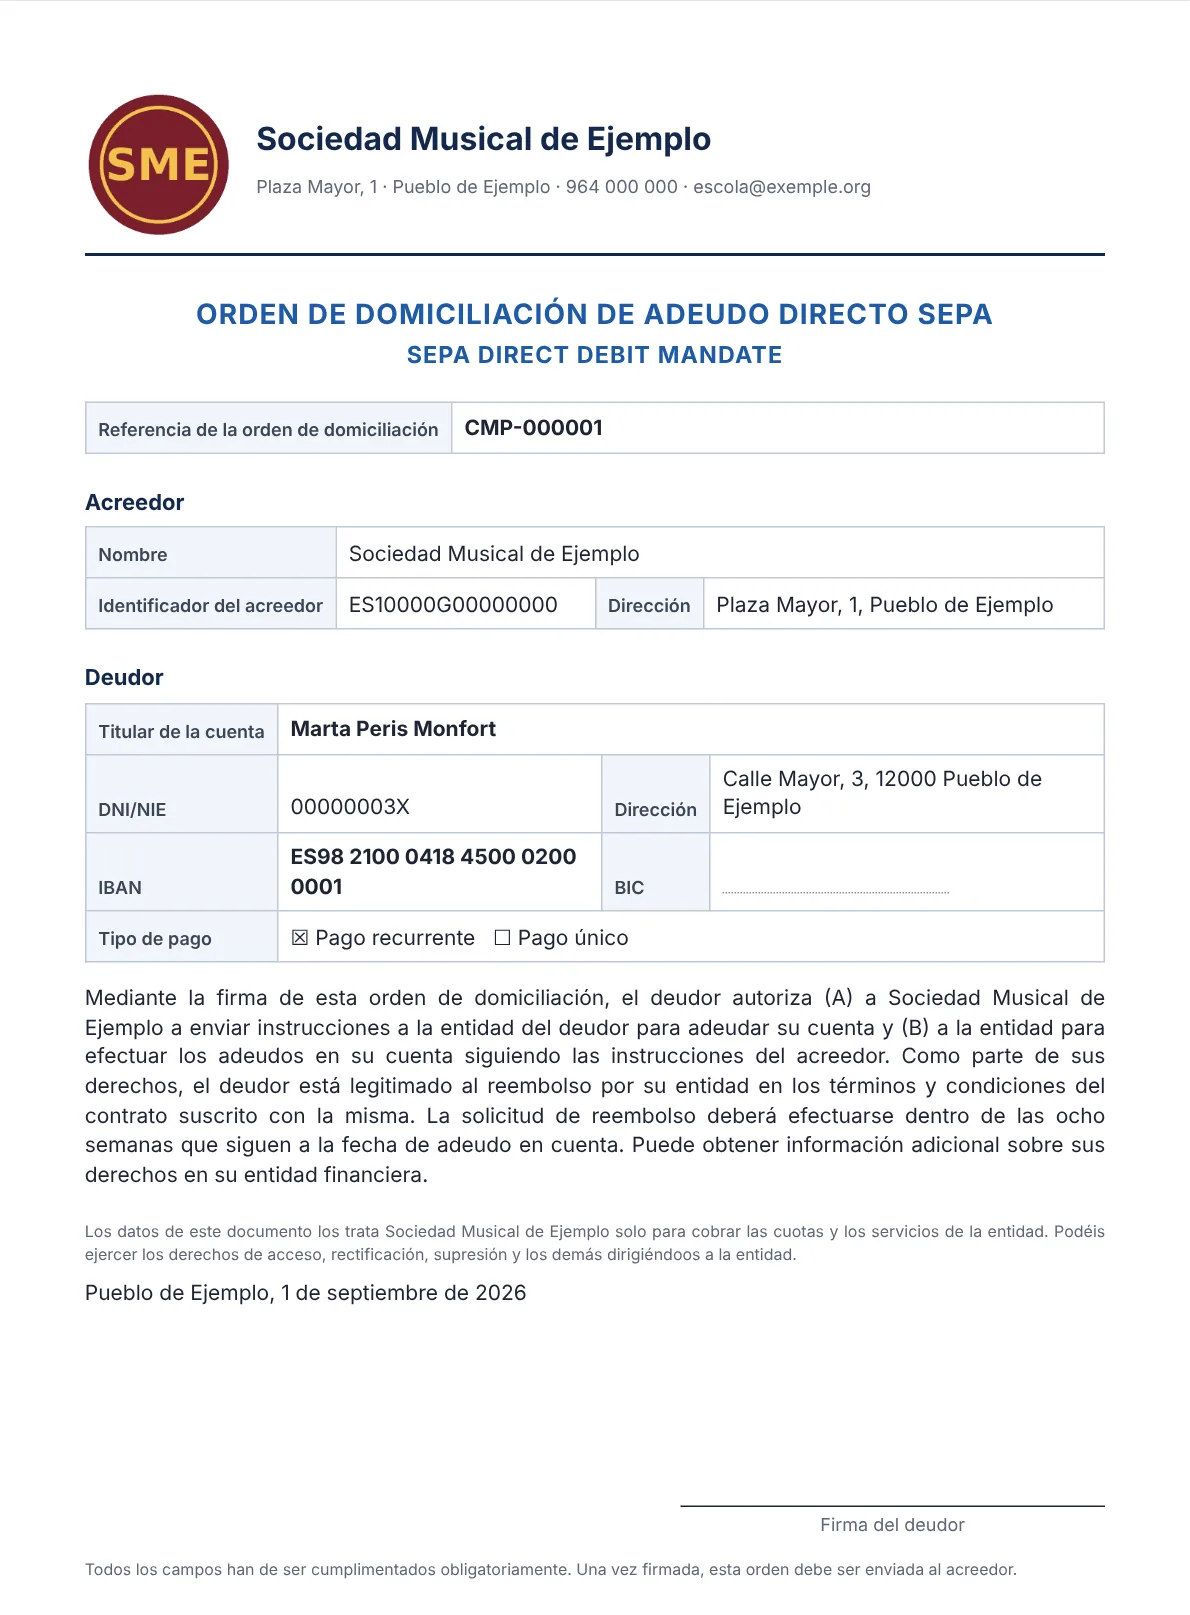 SME
Sociedad Musical de Ejemplo
Plaza Mayor, 1 · Pueblo de Ejemplo · 964 000 000 · escola@exemple.org
ORDEN DE DOMICILIACIÓN DE ADEUDO DIRECTO SEPA
SEPA DIRECT DEBIT MANDATE
Referencia de la orden de domiciliación CMP-000001
Acreedor
Nombre Sociedad Musical de Ejemplo
Identificador del acreedor ES10000G00000000 Dirección Plaza Mayor, 1, Pueblo de Ejemplo
Deudor
Titular de la cuenta Marta Peris Monfort
DNI/NIE 00000003X Dirección Calle Mayor, 3, 12000 Pueblo de
Ejemplo
IBAN ES98 2100 0418 4500 0200
0001 BIC
Tipo de pago ☒ Pago recurrente ☐ Pago único
Mediante la firma de esta orden de domiciliación, el deudor autoriza (A) a Sociedad Musical de
Ejemplo a enviar instrucciones a la entidad del deudor para adeudar su cuenta y (B) a la entidad para
efectuar los adeudos en su cuenta siguiendo las instrucciones del acreedor. Como parte de sus
derechos, el deudor está legitimado al reembolso por su entidad en los términos y condiciones del
contrato suscrito con la misma. La solicitud de reembolso deberá efectuarse dentro de las ocho
semanas que siguen a la fecha de adeudo en cuenta. Puede obtener información adicional sobre sus
derechos en su entidad financiera.
Los datos de este documento los trata Sociedad Musical de Ejemplo solo para cobrar las cuotas y los servicios de la entidad. Podéis
ejercer los derechos de acceso, rectificación, supresión y los demás dirigiéndoos a la entidad.
Pueblo de Ejemplo, 1 de septiembre de 2026
Firma del deudor
Todos los campos han de ser cumplimentados obligatoriamente. Una vez firmada, esta orden debe ser enviada al acreedor.